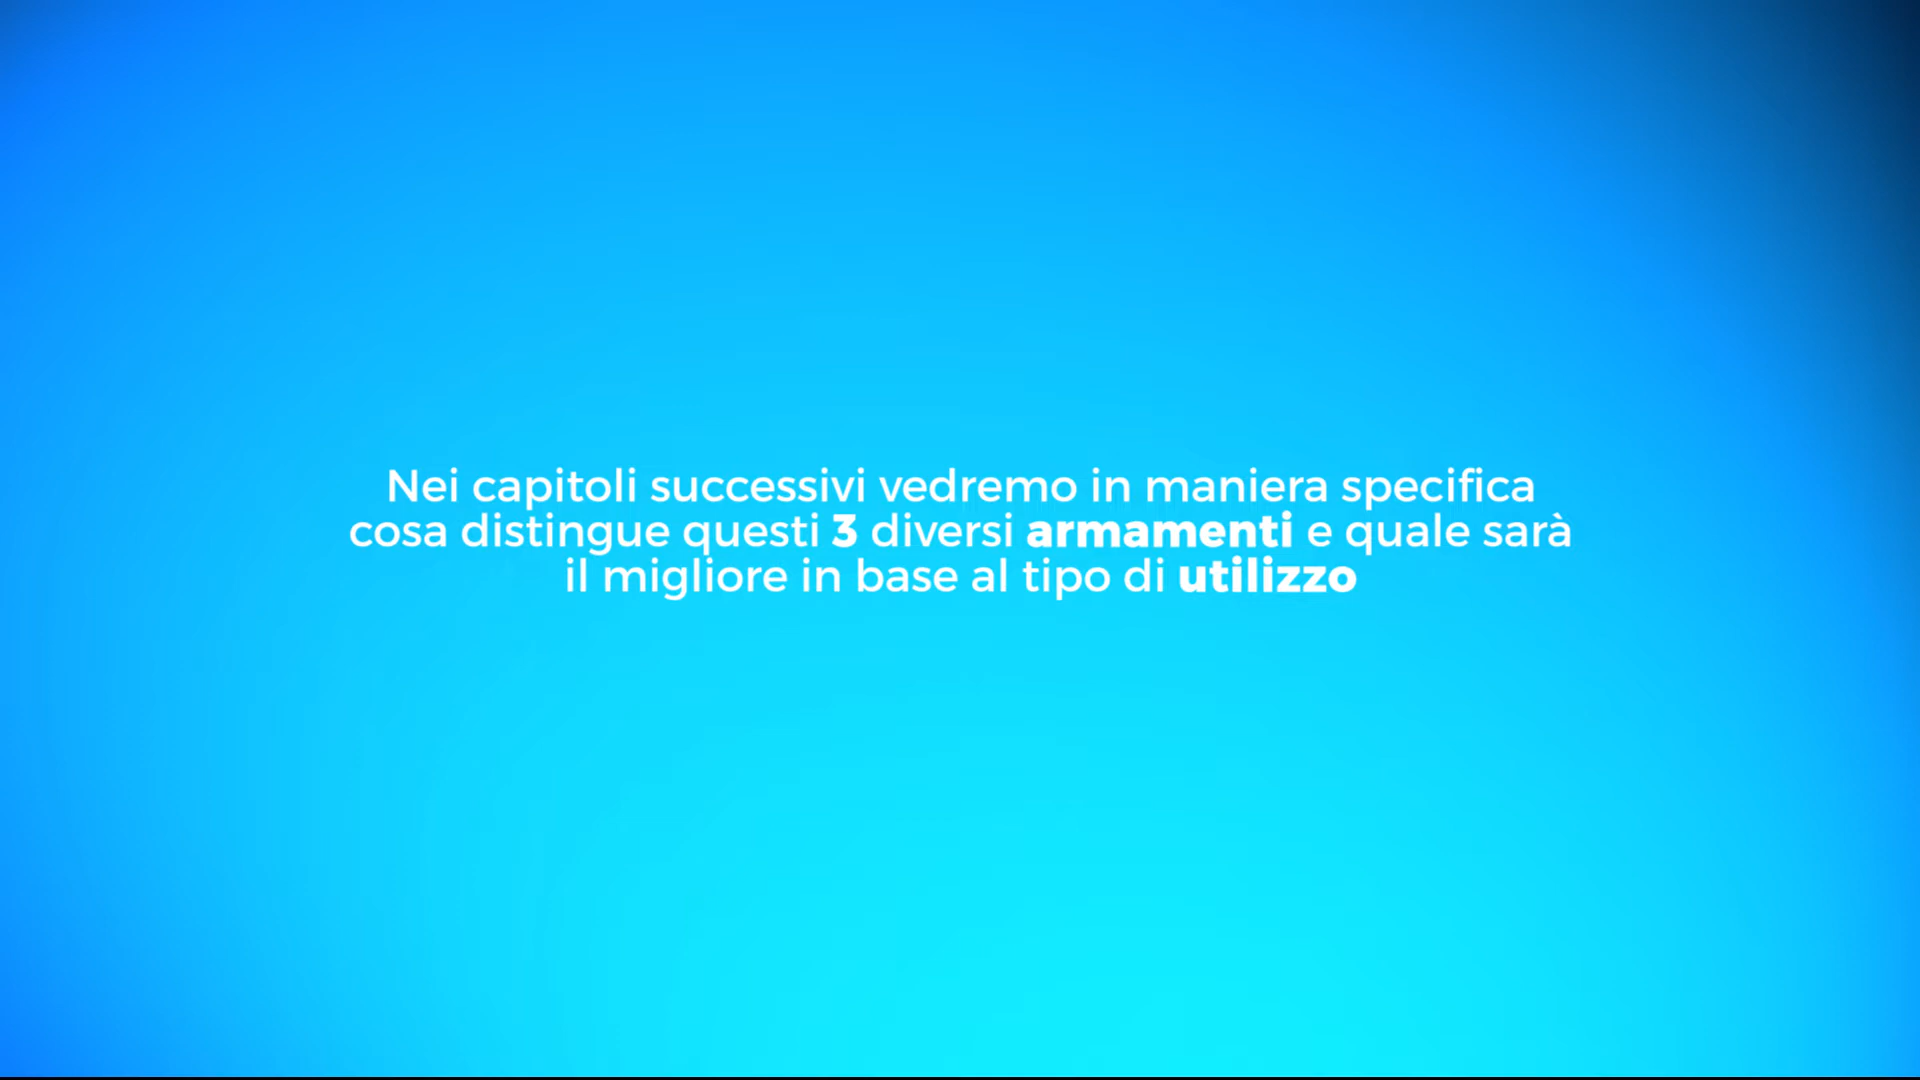 Nei capitoli successivi vedremo in maniera specifica
cosa distingue questi 3 diversi armamenti e quale sarà
il migliore in base al tipo di utilizzo